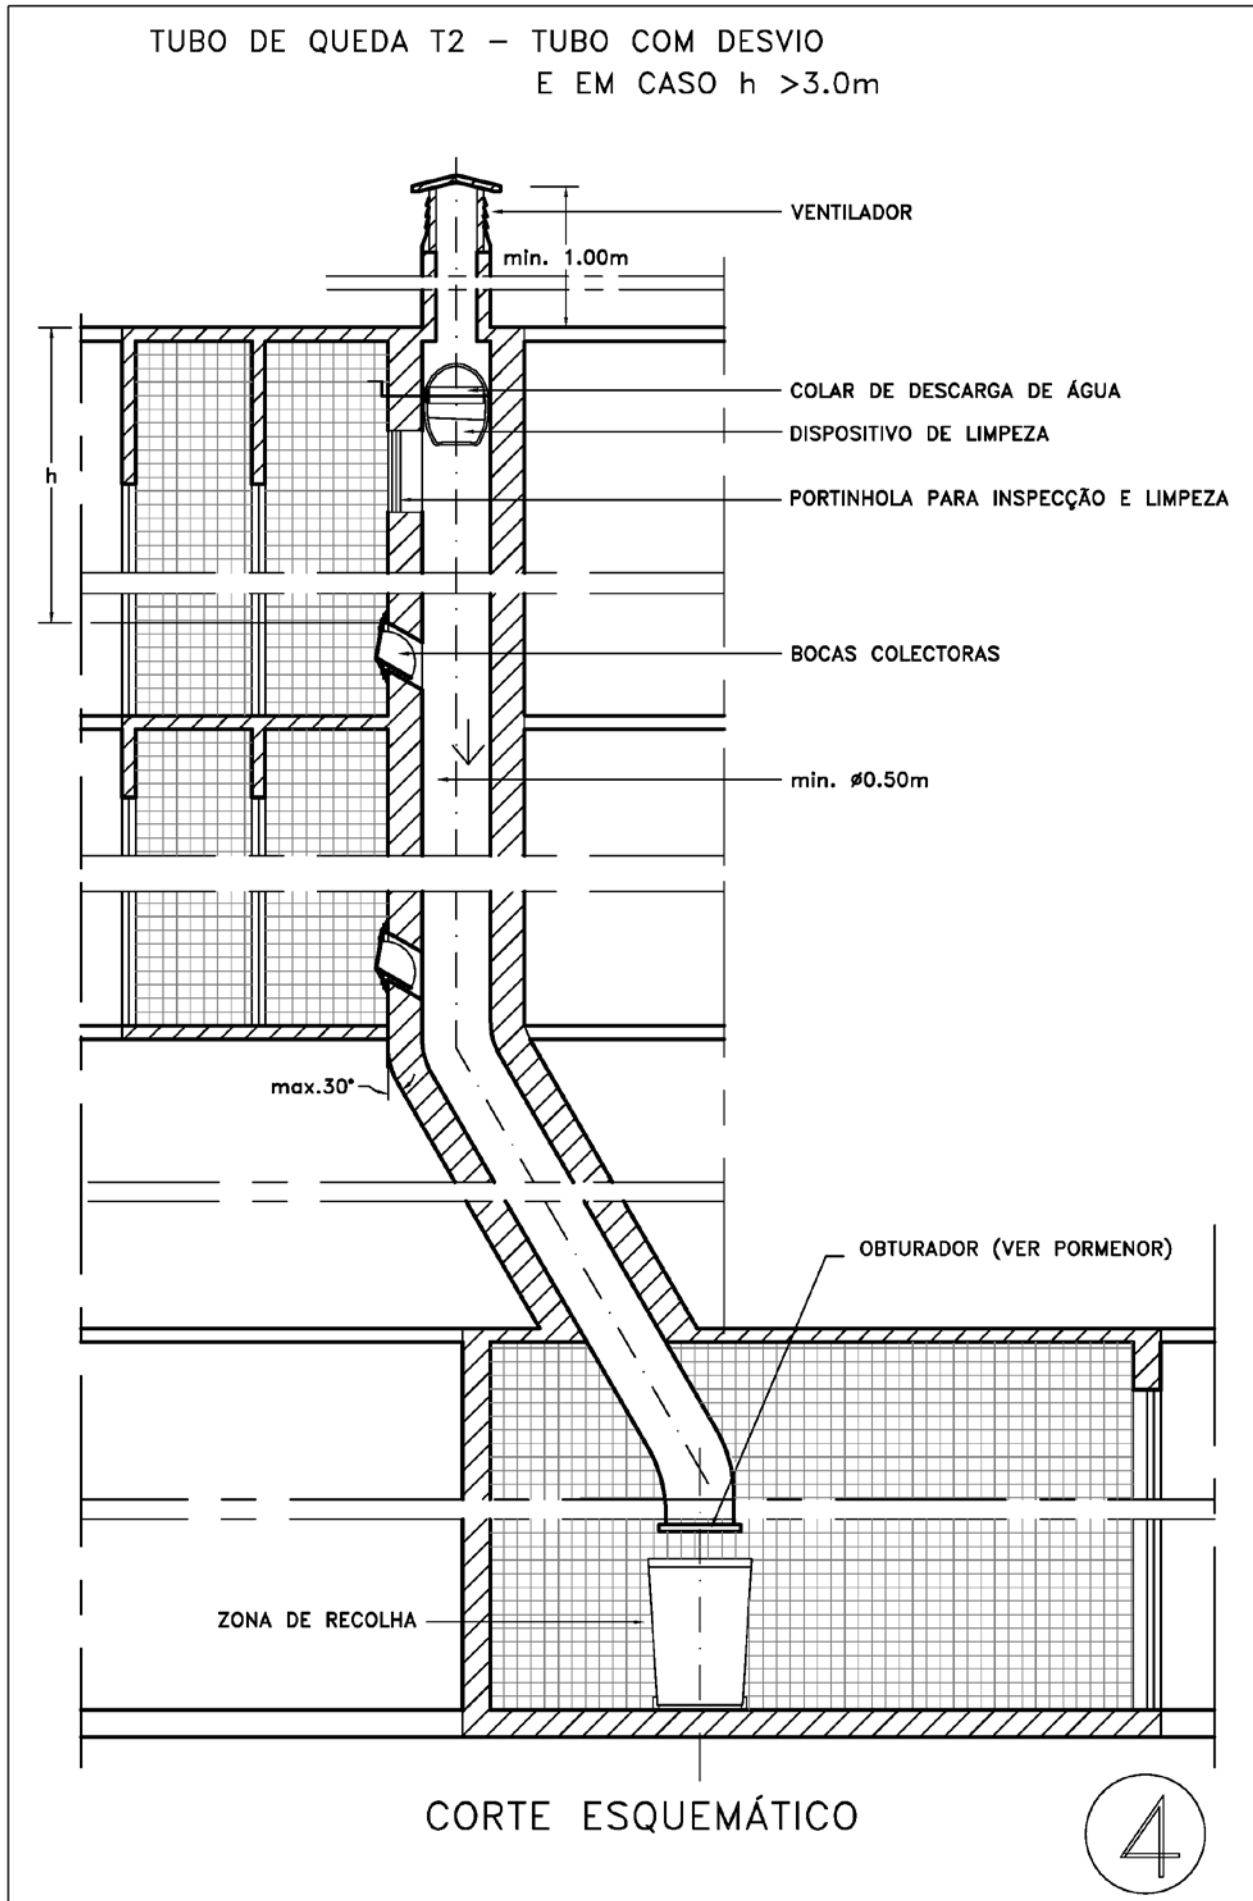 TUBO DE QUEDA T2 – TUBO COM DESVIO
E EM CASO h >3.0m
VENTILADOR
min. 1.00m
COLAR DE DESCARGA DE ÁGUA
DISPOSITIVO DE LIMPEZA
h
PORTINHOLA PARA INSPECÇÃO E LIMPEZA
BOCAS COLECTORAS
min. ø0.50m
max.30°
OBTURADOR (VER PORMENOR)
ZONA DE RECOLHA
CORTE ESQUEMÁTICO
4